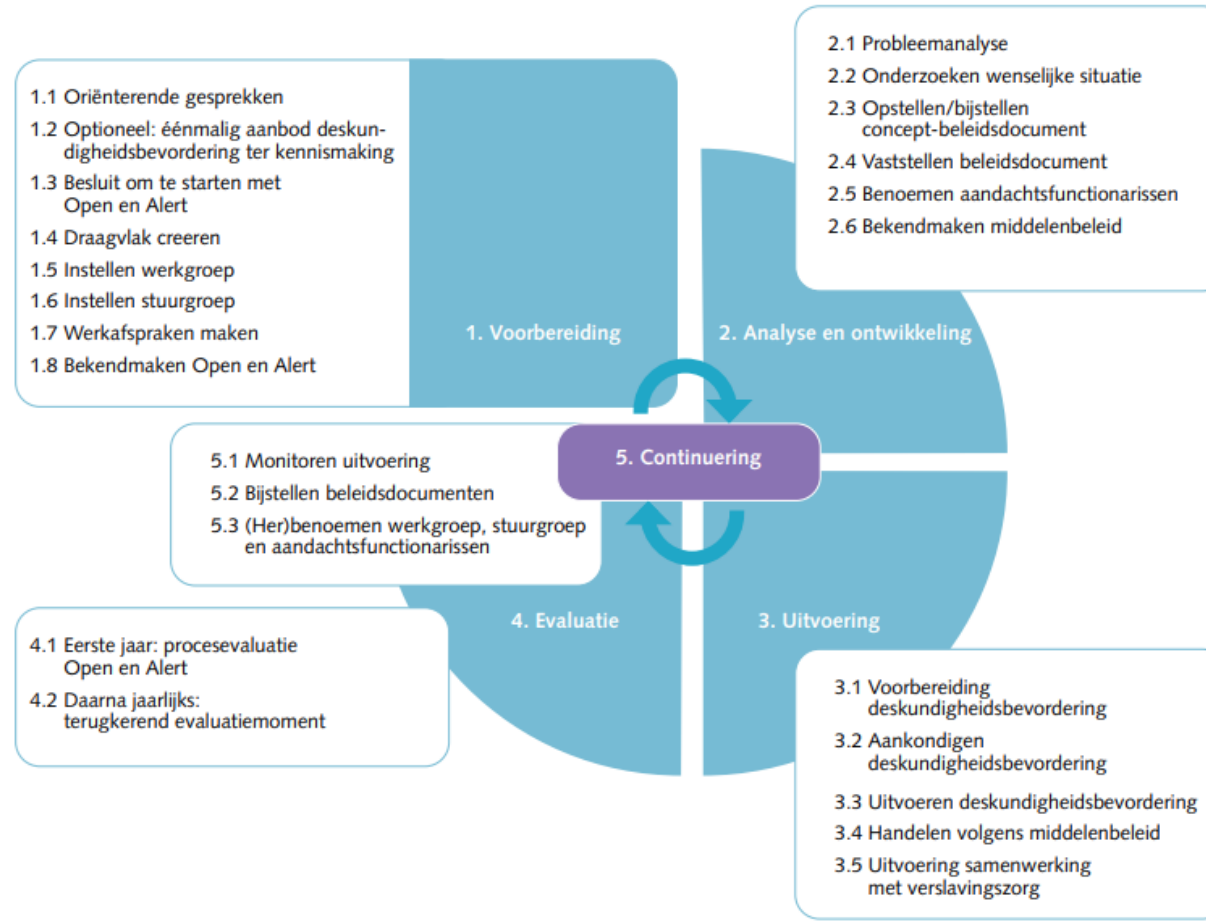 1.1 Oriënterende gesprekken
1.2 Optioneel: éénmalig aanbod deskun-
digheidsbevordering ter kennismaking
1.3 Besluit om te starten met
Open en Alert
1.4 Draagvlak creeren
1.5 Instellen werkgroep
1.6 Instellen stuurgroep
1.7 Werkafspraken maken
1.8 Bekendmaken Open en Alert
1. Voorbereiding
2.1 Probleemanalyse
2.2 Onderzoeken wenselijke situatie
2.3 Opstellen/bijstellen
concept-beleidsdocument
2.4 Vaststellen beleidsdocument
2.5 Benoemen aandachtsfunctionarissen
2.6 Bekendmaken middelenbeleid
2. Analyse en ontwikkeling
5.1 Monitoren uitvoering
5.2 Bijstellen beleidsdocumenten
5.3 (Her)benoemen werkgroep, stuurgroep
en aandachtsfunctionarissen
5. Continuering
4. Evaluatie
4.1 Eerste jaar: procesevaluatie
Open en Alert
4.2 Daarna jaarlijks:
terugkerend evaluatiemoment
3. Uitvoering
3.1 Voorbereiding
deskundigheidsbevordering
3.2 Aankondigen
deskundigheidsbevordering
3.3 Uitvoeren deskundigheidsbevordering
3.4 Handelen volgens middelenbeleid
3.5 Uitvoering samenwerking
met verslavingszorg